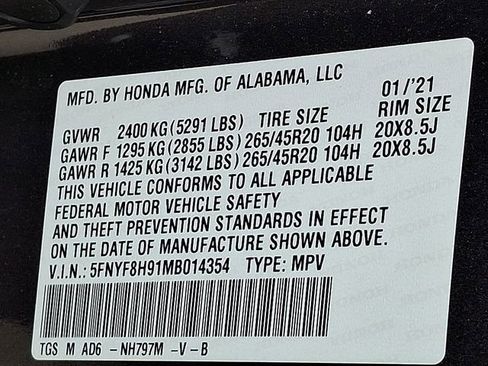 MFD. BY HONDA MFG. OF ALABAMA, LLC 01/'21
GVWR 2400 KG (5291 LBS) TIRE SIZE RIM SIZE
GAWR F 1295 KG (2855 LBS) 265/45R20 104H 20X8.5J
GAWR R 1425 KG (3142 LBS) 265/45R20 104H 20X8.5J
THIS VEHICLE CONFORMS TO ALL APPLICABLE
FEDERAL MOTOR VEHICLE SAFETY
AND THEFT PREVENTION STANDARDS IN EFFECT
ON THE DATE OF MANUFACTURE SHOWN ABOVE.
V.I.N.: 5FNYF8H91MB014354 TYPE: MPV
TGS M AD6 -NH797M -V-B